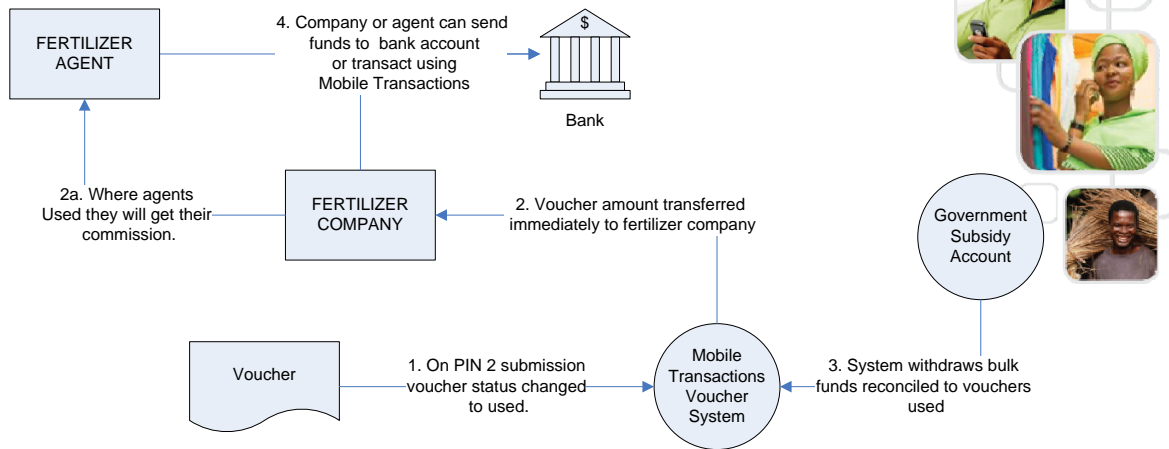 FERTILIZER
AGENT
4. Company or agent can send
funds to  bank account
or transact using
Mobile Transactions
$
Bank
2a. Where agents
Used they will get their
commission.
FERTILIZER
COMPANY
2. Voucher amount transferred
immediately to fertilizer company
Government
Subsidy
Account
Voucher
1. On PIN 2 submission
voucher status changed
to used.
Mobile
Transactions
Voucher
System
3. System withdraws bulk
funds reconciled to vouchers
used